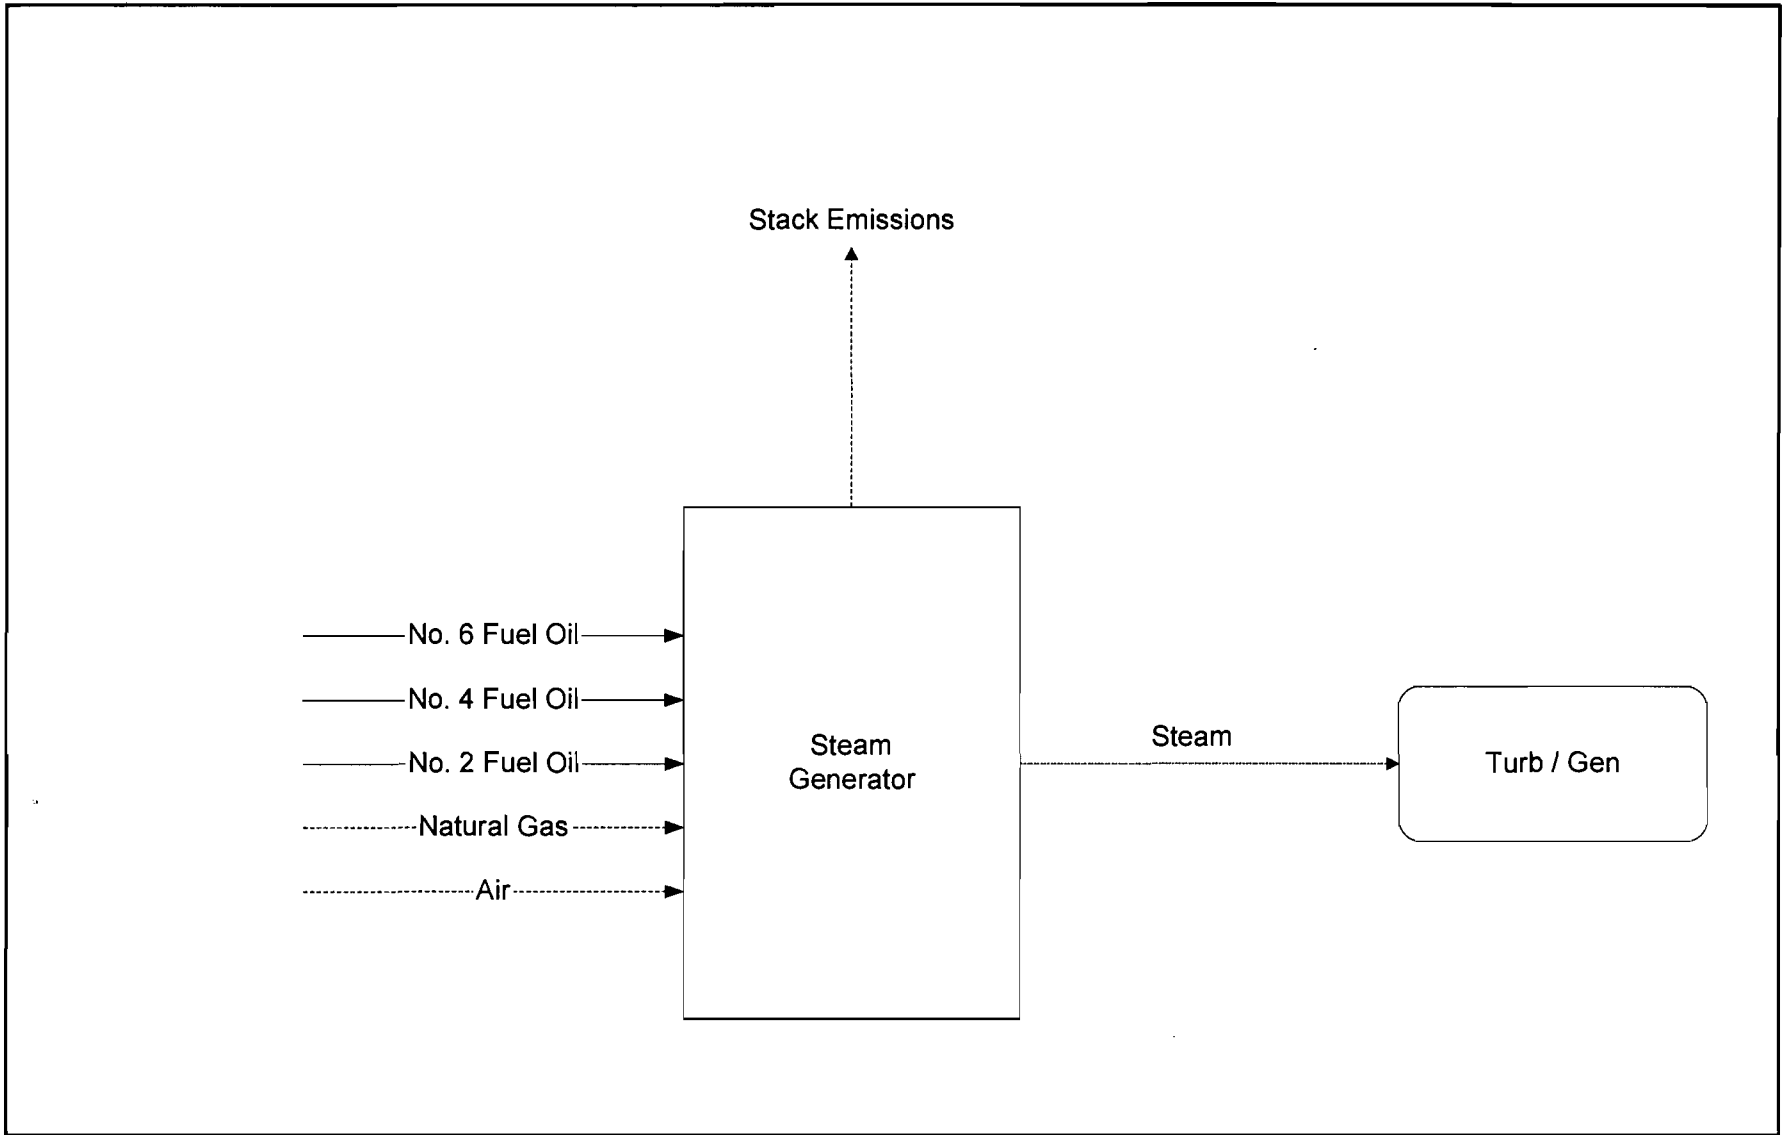 Stack Emissions
No. 6 Fuel Oil
No. 4 Fuel Oil
No. 2 Fuel Oil
Natural Gas
Air
Steam
Generator
Steam
Turb / Gen